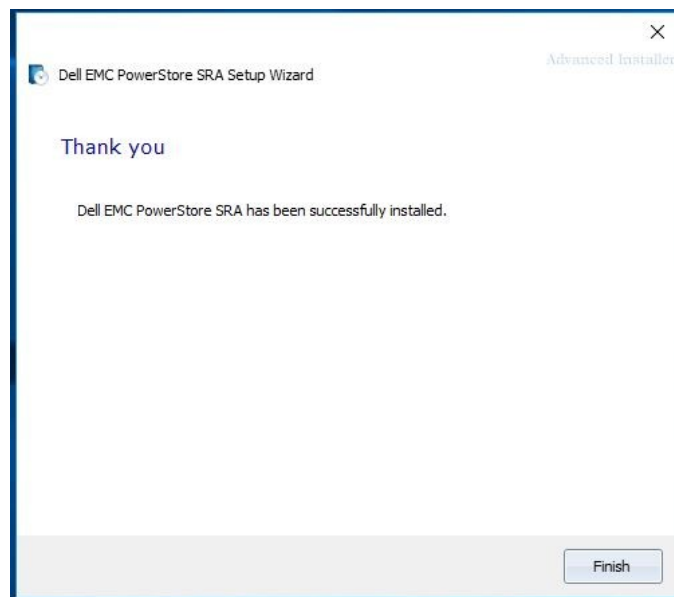 Advanced Installer
Dell EMC PowerStore SRA Setup Wizard
Thank you
Dell EMC PowerStore SRA has been successfully installed.
Finish